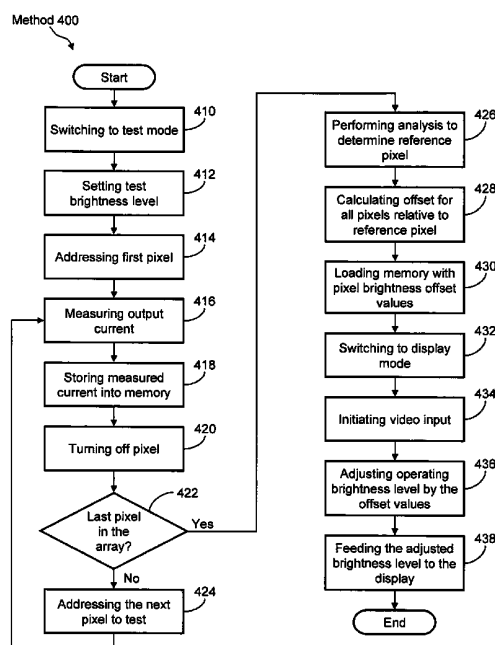 Method 400
Start
Switching to test mode
410
Setting test
brightness level
412
Addressing first pixel
414
Measuring output
current
416
Storing measured
current into memory
418
Turning off pixel
420
Last pixel
in the
array?
422
Yes
No
Addressing the next
pixel to test
424
Performing analysis to
determine reference
pixel
426
Calculating offset for
all pixels relative to
reference pixel
428
Loading memory with
pixel brightness offset
values
430
Switching to display
mode
432
Initiating video input
434
Adjusting operating
brightness level by the
offset values
436
Feeding the adjusted
brightness level to the
display
438
End